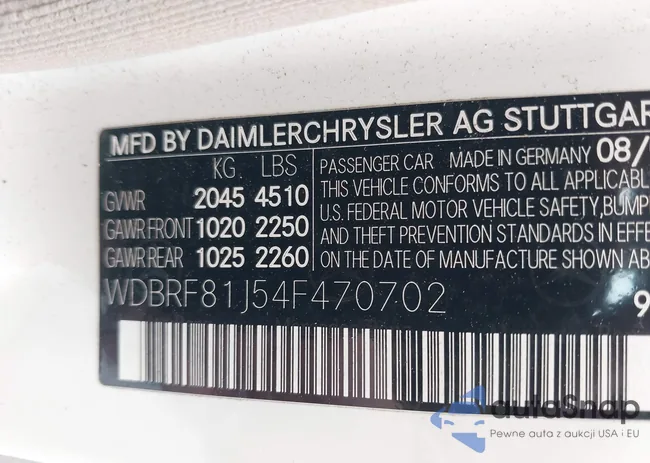 MFD BY DAIMLERCHRYSLER AG STUTTGAR
KG LBS
GVWR 2045 4510
GAWR FRONT 1020 2250
GAWR REAR 1025 2260
PASSENGER CAR MADE IN GERMANY 08/
THIS VEHICLE CONFORMS TO ALL APPLICABL
U.S. FEDERAL MOTOR VEHICLE SAFETY, BUMP
AND THEFT PREVENTION STANDARDS IN EFFE
ON THE DATE OF MANUFACTURE SHOWN AB
WDBRF81J54F470702 9
autoSnap
Pewne auta z aukcji USA i EU